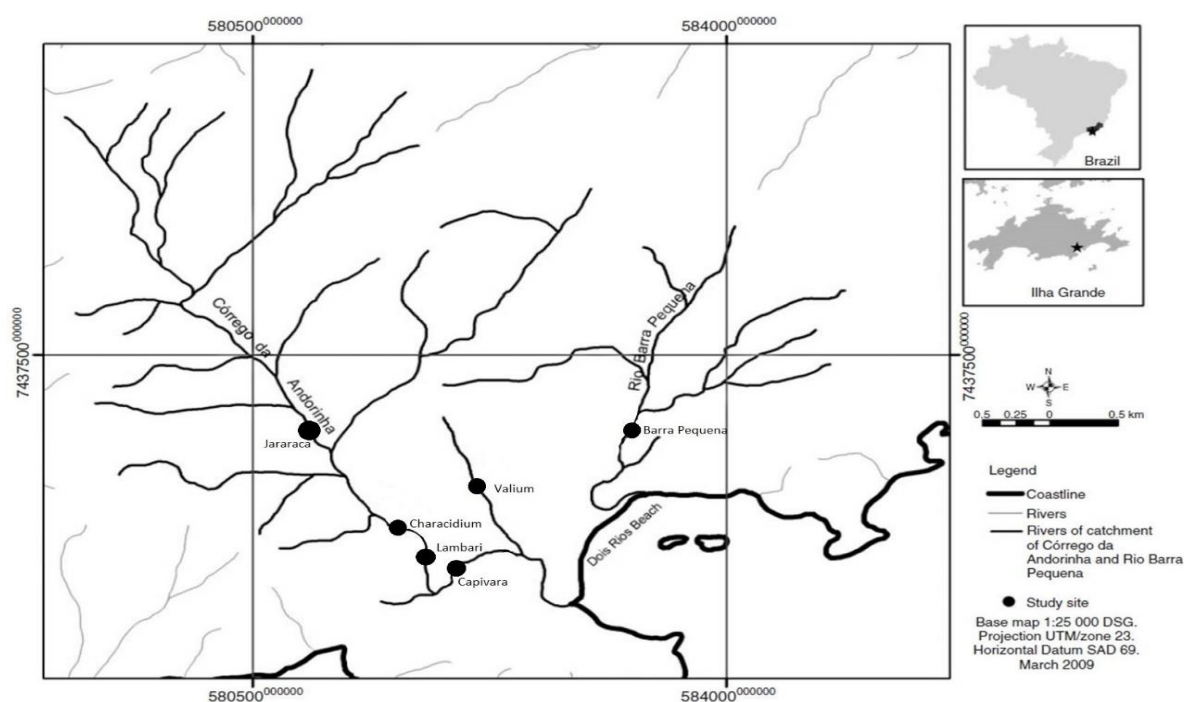 580500⁰⁰⁰⁰⁰⁰
584000⁰⁰⁰⁰⁰⁰
Brazil
Ilha Grande
7437500⁰⁰⁰⁰⁰⁰
7437500⁰⁰⁰⁰⁰⁰
Córrego da
Andorinha
Rio Barra Pequena
Jararaca
Barra Pequena
Valium
Characidium
Lambari
Capivara
Dois Rios Beach
N
W E
S
0.5 0.25 0 0.5 km
Legend
Coastline
Rivers
Rivers of catchment
of Córrego da
Andorinha and Rio Barra
Pequena
Study site
Base map 1:25 000 DSG.
Projection UTM/zone 23.
Horizontal Datum SAD 69.
March 2009
580500⁰⁰⁰⁰⁰⁰
584000⁰⁰⁰⁰⁰⁰